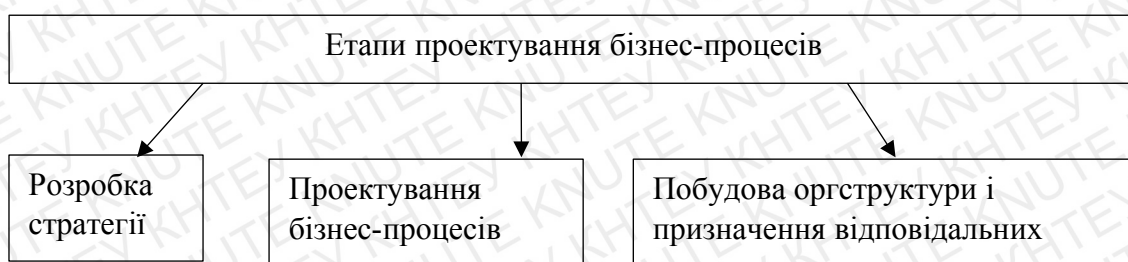 Етапи проектування бізнес-процесів
Розробка
стратегії
Проектування
бізнес-процесів
Побудова оргструктури і
призначення відповідальних